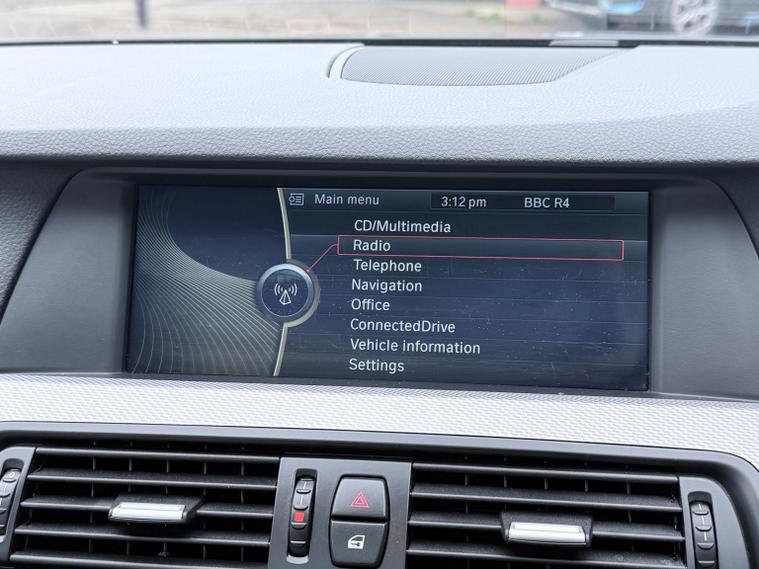 Main menu 3:12 pm BBC R4
CD/Multimedia
Radio
Telephone
Navigation
Office
ConnectedDrive
Vehicle information
Settings